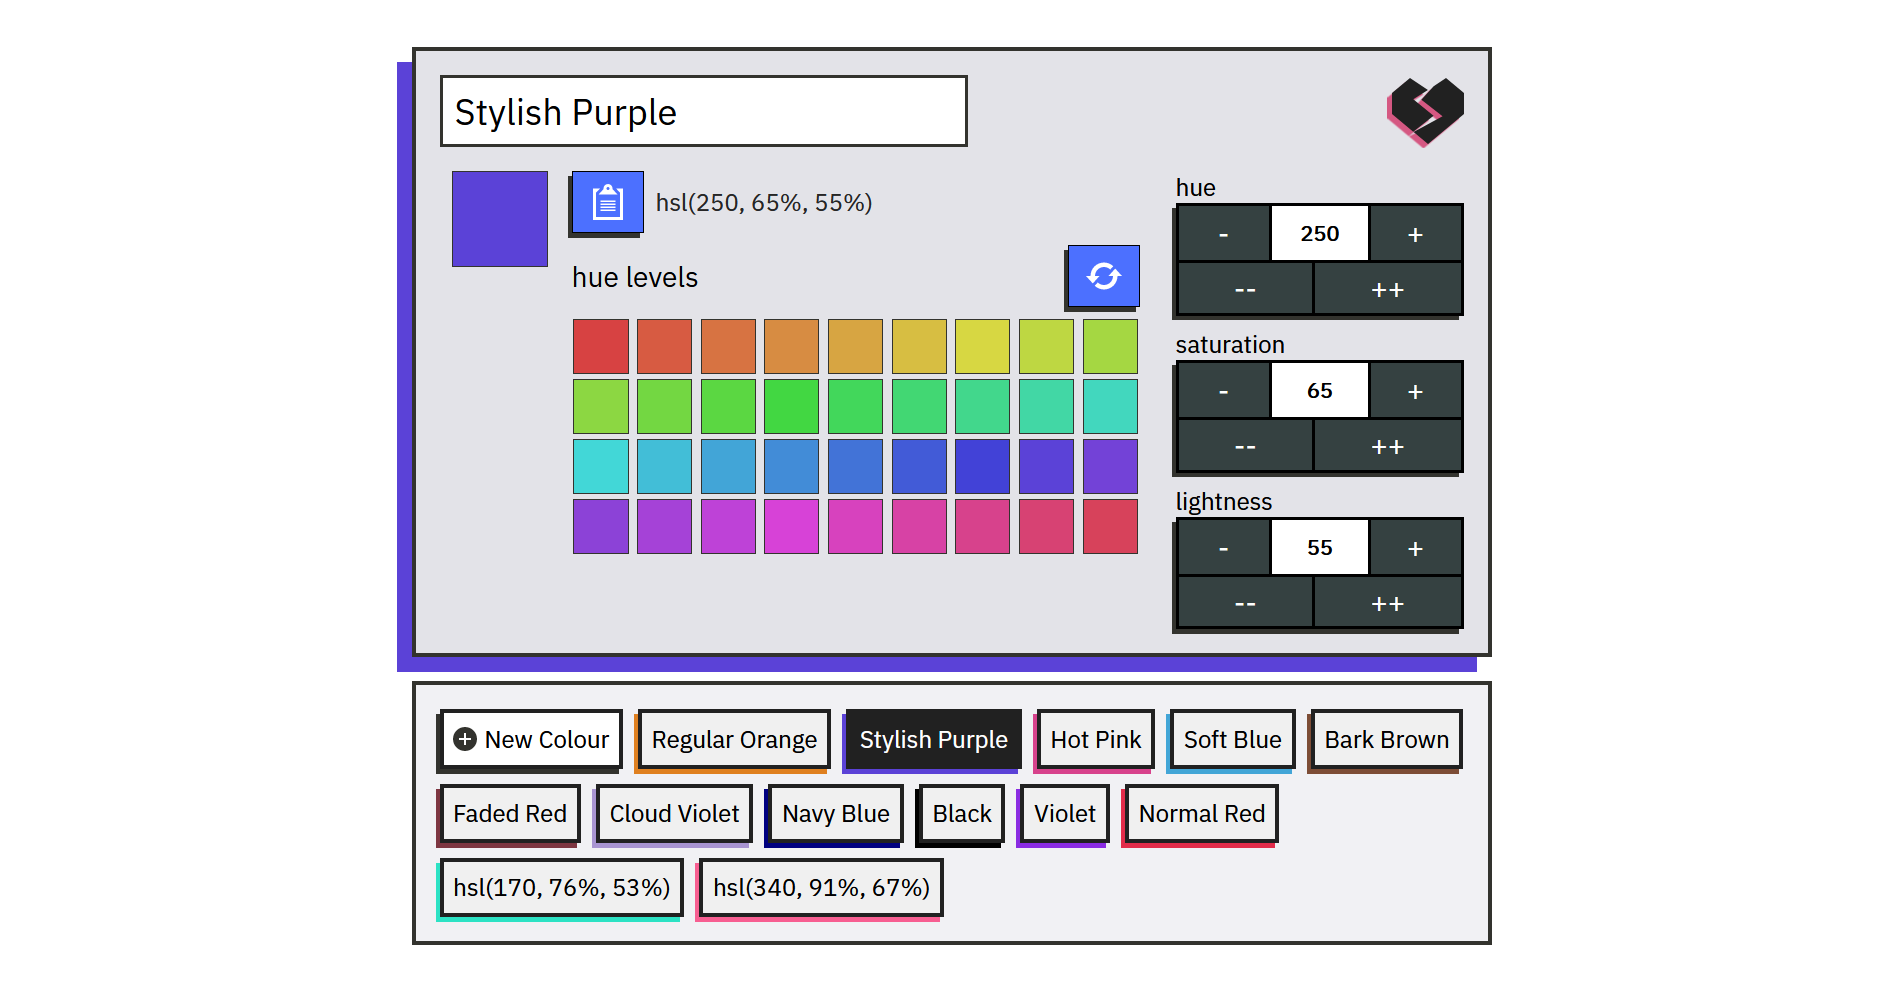 Stylish Purple
hsl(250, 65%, 55%)
hue levels
hue
- 250 +
-- ++
saturation
- 65 +
-- ++
lightness
- 55 +
-- ++
New Colour Regular Orange Stylish Purple Hot Pink Soft Blue Bark Brown
Faded Red Cloud Violet Navy Blue Black Violet Normal Red
hsl(170, 76%, 53%) hsl(340, 91%, 67%)